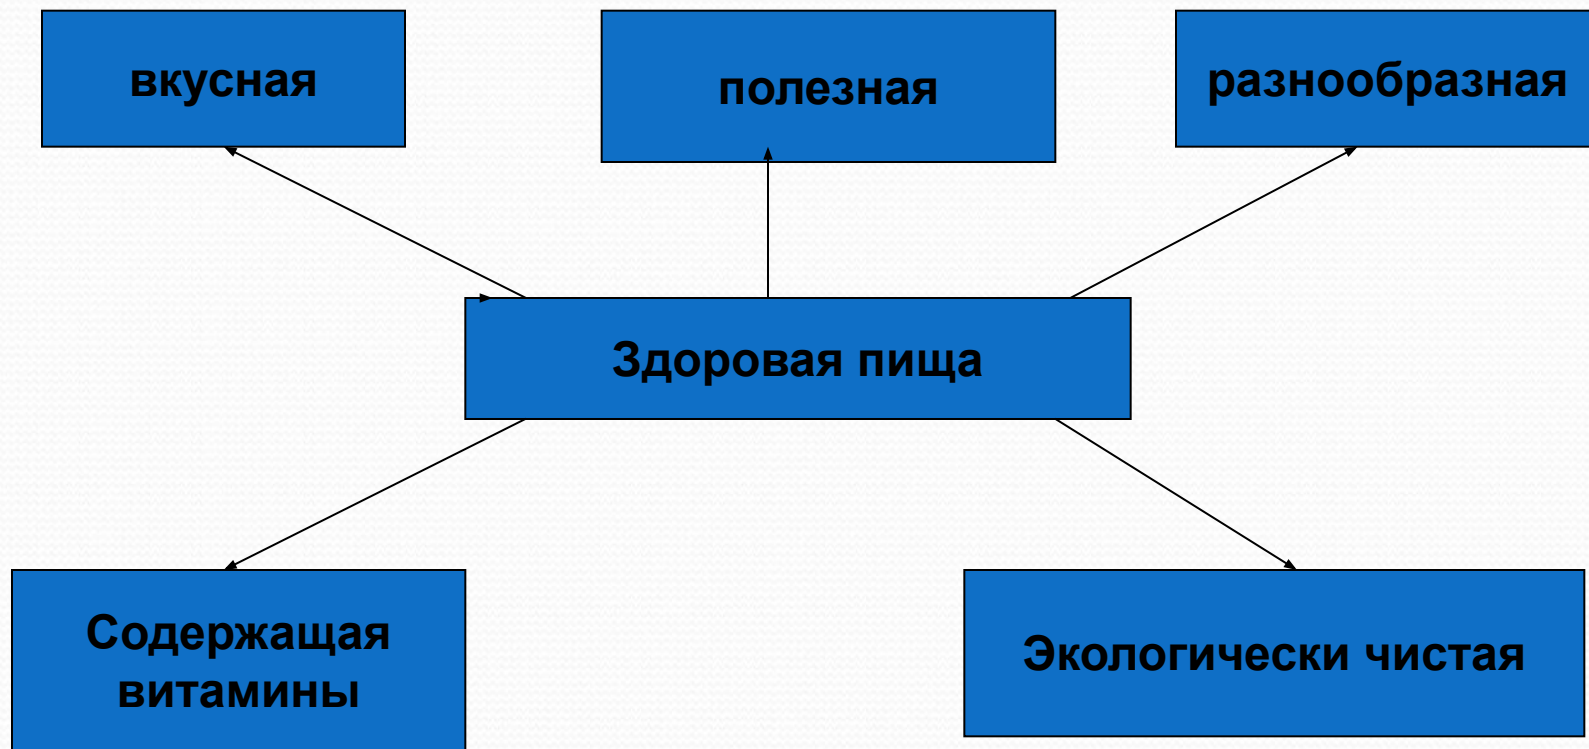 вкусная
полезная
разнообразная
Здоровая пища
Содержащая
витамины
Экологически чистая